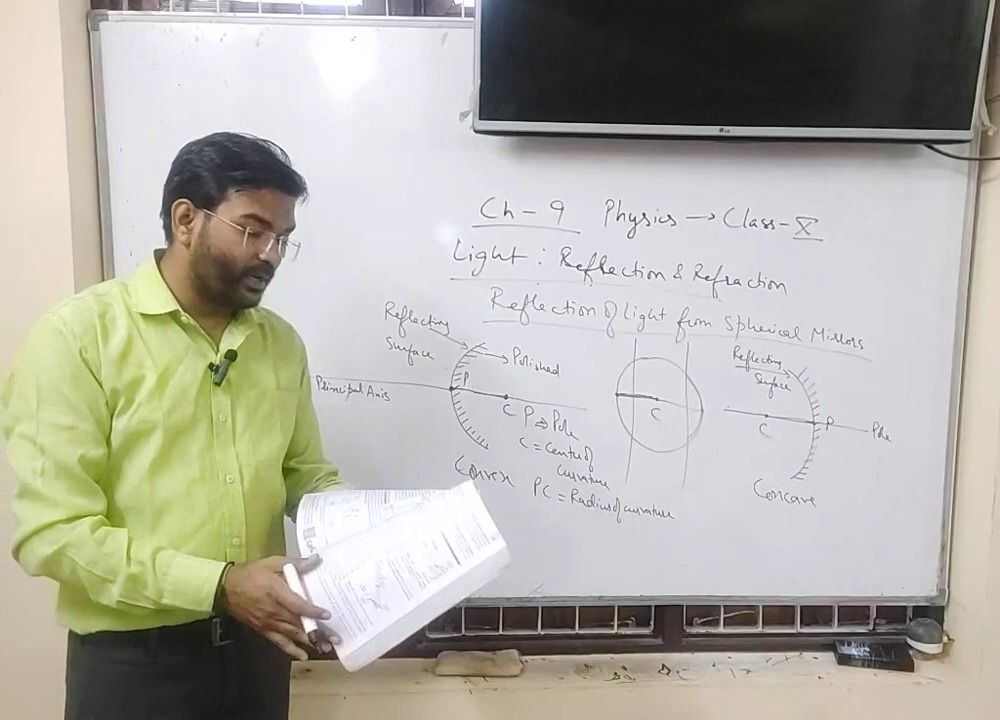 LG
Ch - 9 Physics → Class - X
Light : Reflection & Refraction
Reflection of Light from Spherical Mirrors
Reflecting
Surface
Polished
P
Principal Axis
C
P ⇒ Pole
C = Centre of
curvature
PC = Radius of curvature
Convex
C
Reflecting
Surface
C
P
Pole
Concave